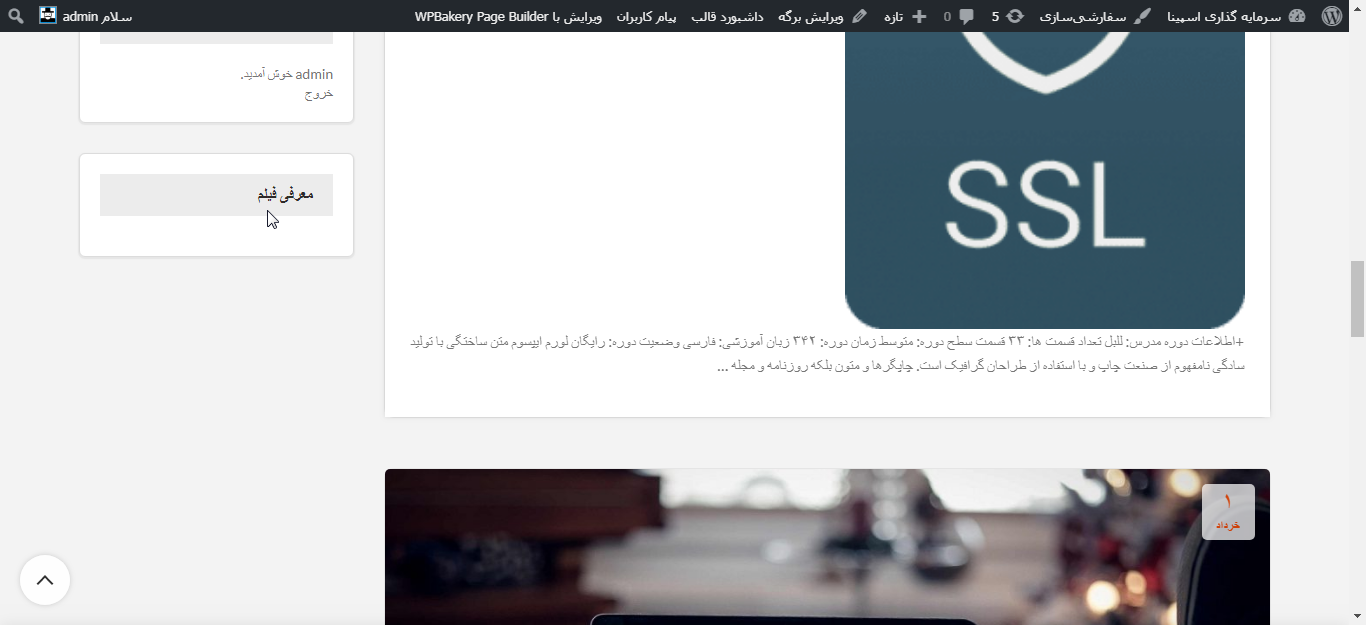 سرمایه گذاری اسپینا سفارشی‌سازی 5 0 تازه ویرایش برگه داشبورد قالب پیام کاربران ویرایش با WPBakery Page Builder سلام admin
SSL
+اطلاعات دوره مدرس: للبل تعداد قسمت ها: ۳۳ قسمت سطح دوره: متوسط زمان دوره: ۳۴۲ زبان آموزشی: فارسی وضعیت دوره: رایگان لورم ایپسوم متن ساختگی با تولید
سادگی نامفهوم از صنعت چاپ و با استفاده از طراحان گرافیک است. چاپگرها و متون بلکه روزنامه و مجله ...
۱
خرداد
admin خوش آمدید.
خروج
معرفی فیلم